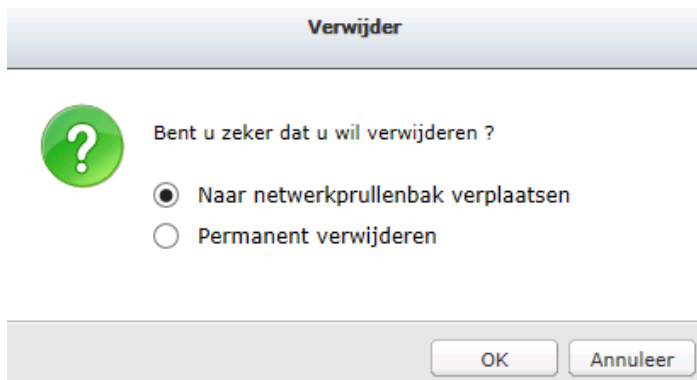 Verwijder
Bent u zeker dat u wil verwijderen ?
Naar netwerkprullenbak verplaatsen
Permanent verwijderen
OK Annuleer